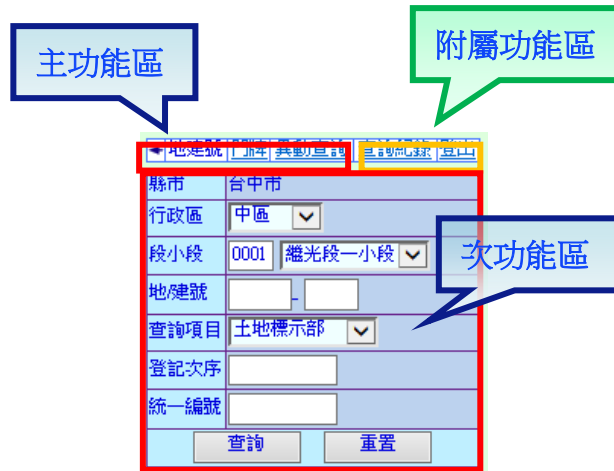 主功能區
附屬功能區
地建號 門牌 異動查詢 查詢紀錄 登出
縣市 台中市
行政區 中區
段小段 0001 繼光段一小段
次功能區
地/建號 -
查詢項目 土地標示部
登記次序
統一編號
查詢 重置